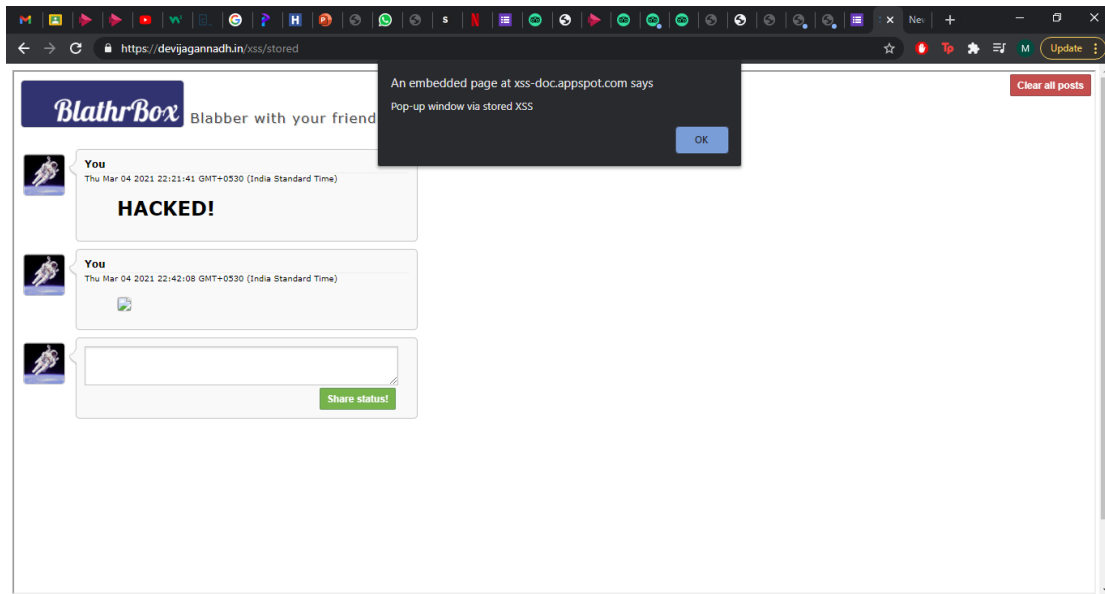 New
Update
https://devijagannadh.in/xss/stored
An embedded page at xss-doc.appspot.com says
Pop-up window via stored XSS
OK
Clear all posts
BlathrBox
Blabber with your friend
You
Thu Mar 04 2021 22:21:41 GMT+0530 (India Standard Time)
HACKED!
You
Thu Mar 04 2021 22:42:08 GMT+0530 (India Standard Time)
Share status!